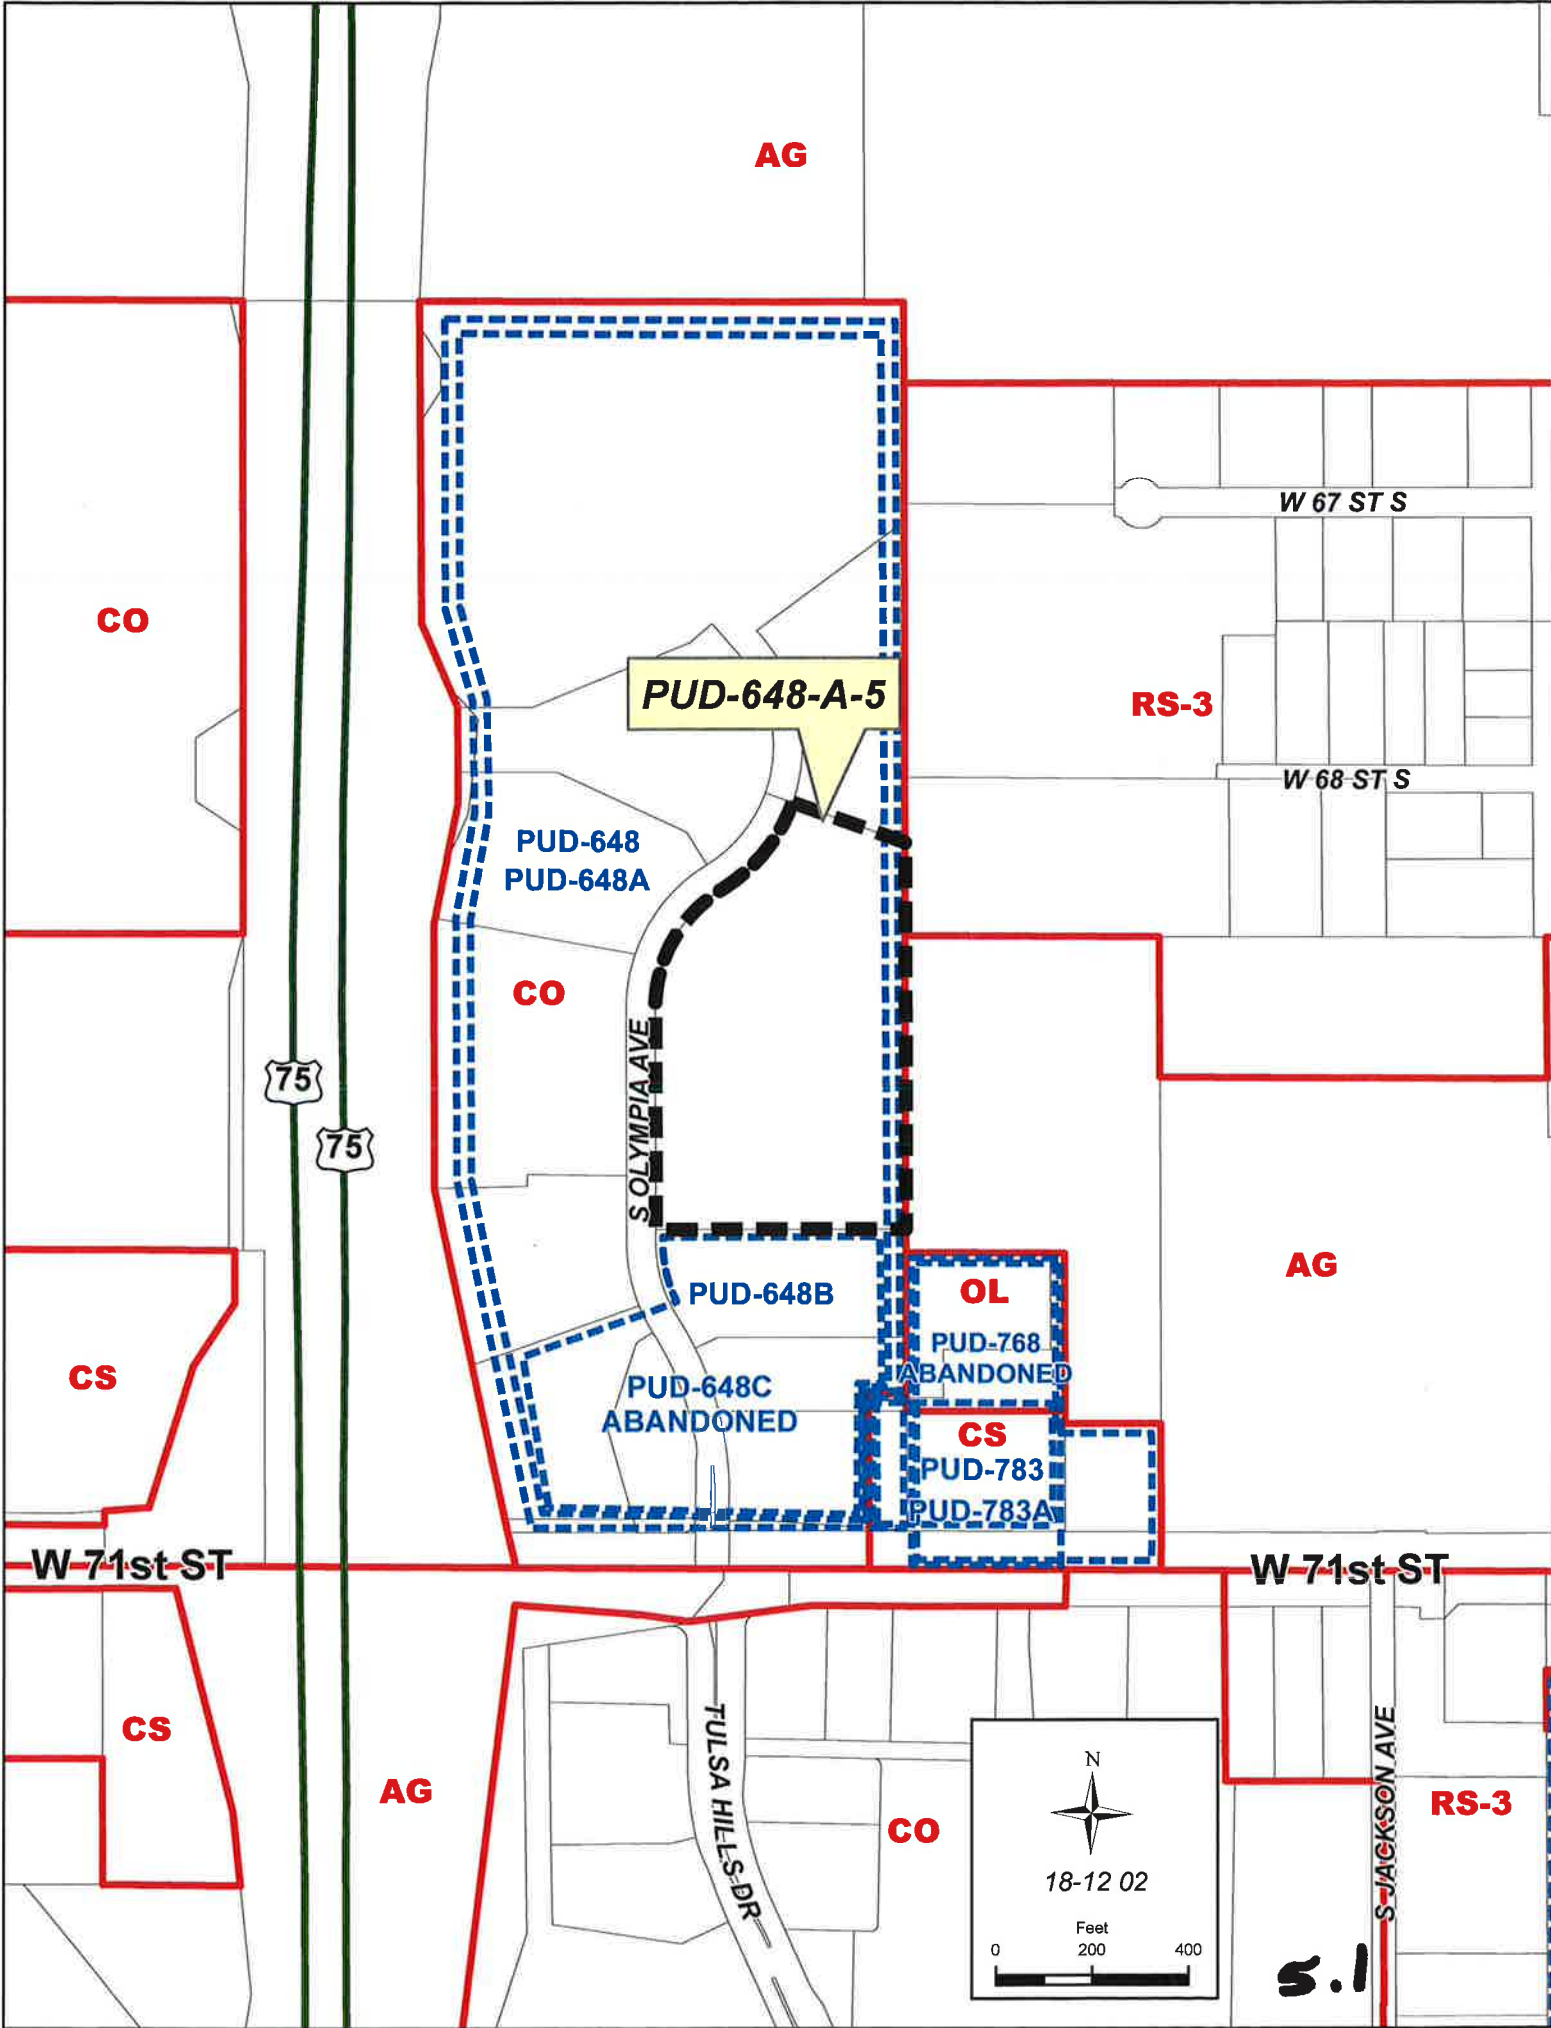 AG
W 67 ST S
CO
PUD-648-A-5
RS-3
W 68 ST S
PUD-648
PUD-648A
CO
S OLYMPIA AVE
75
75
AG
PUD-648B
OL
PUD-768
ABANDONED
CS
PUD-648C
ABANDONED
CS
PUD-783
PUD-783A
W 71st ST
W 71st ST
CS
AG
TULSA HILLS DR
CO
S JACKSON AVE
RS-3
N
18-12 02
Feet
0 200 400
5.1